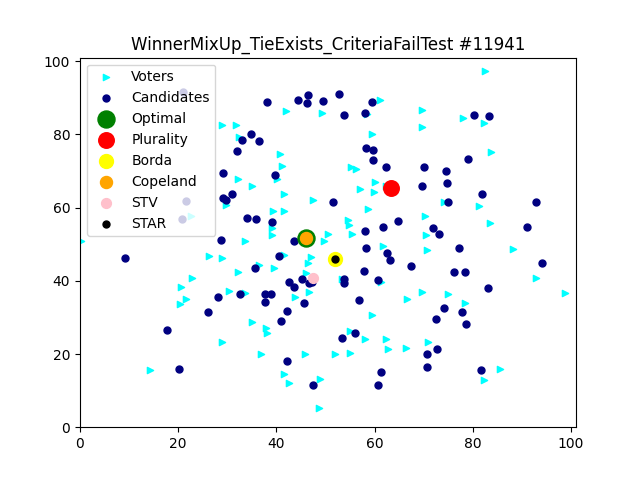 WinnerMixUp_TieExists_CriteriaFailTest #11941
100
80
60
40
20
0
0
20
40
60
80
100
Voters
Candidates
Optimal
Plurality
Borda
Copeland
STV
STAR